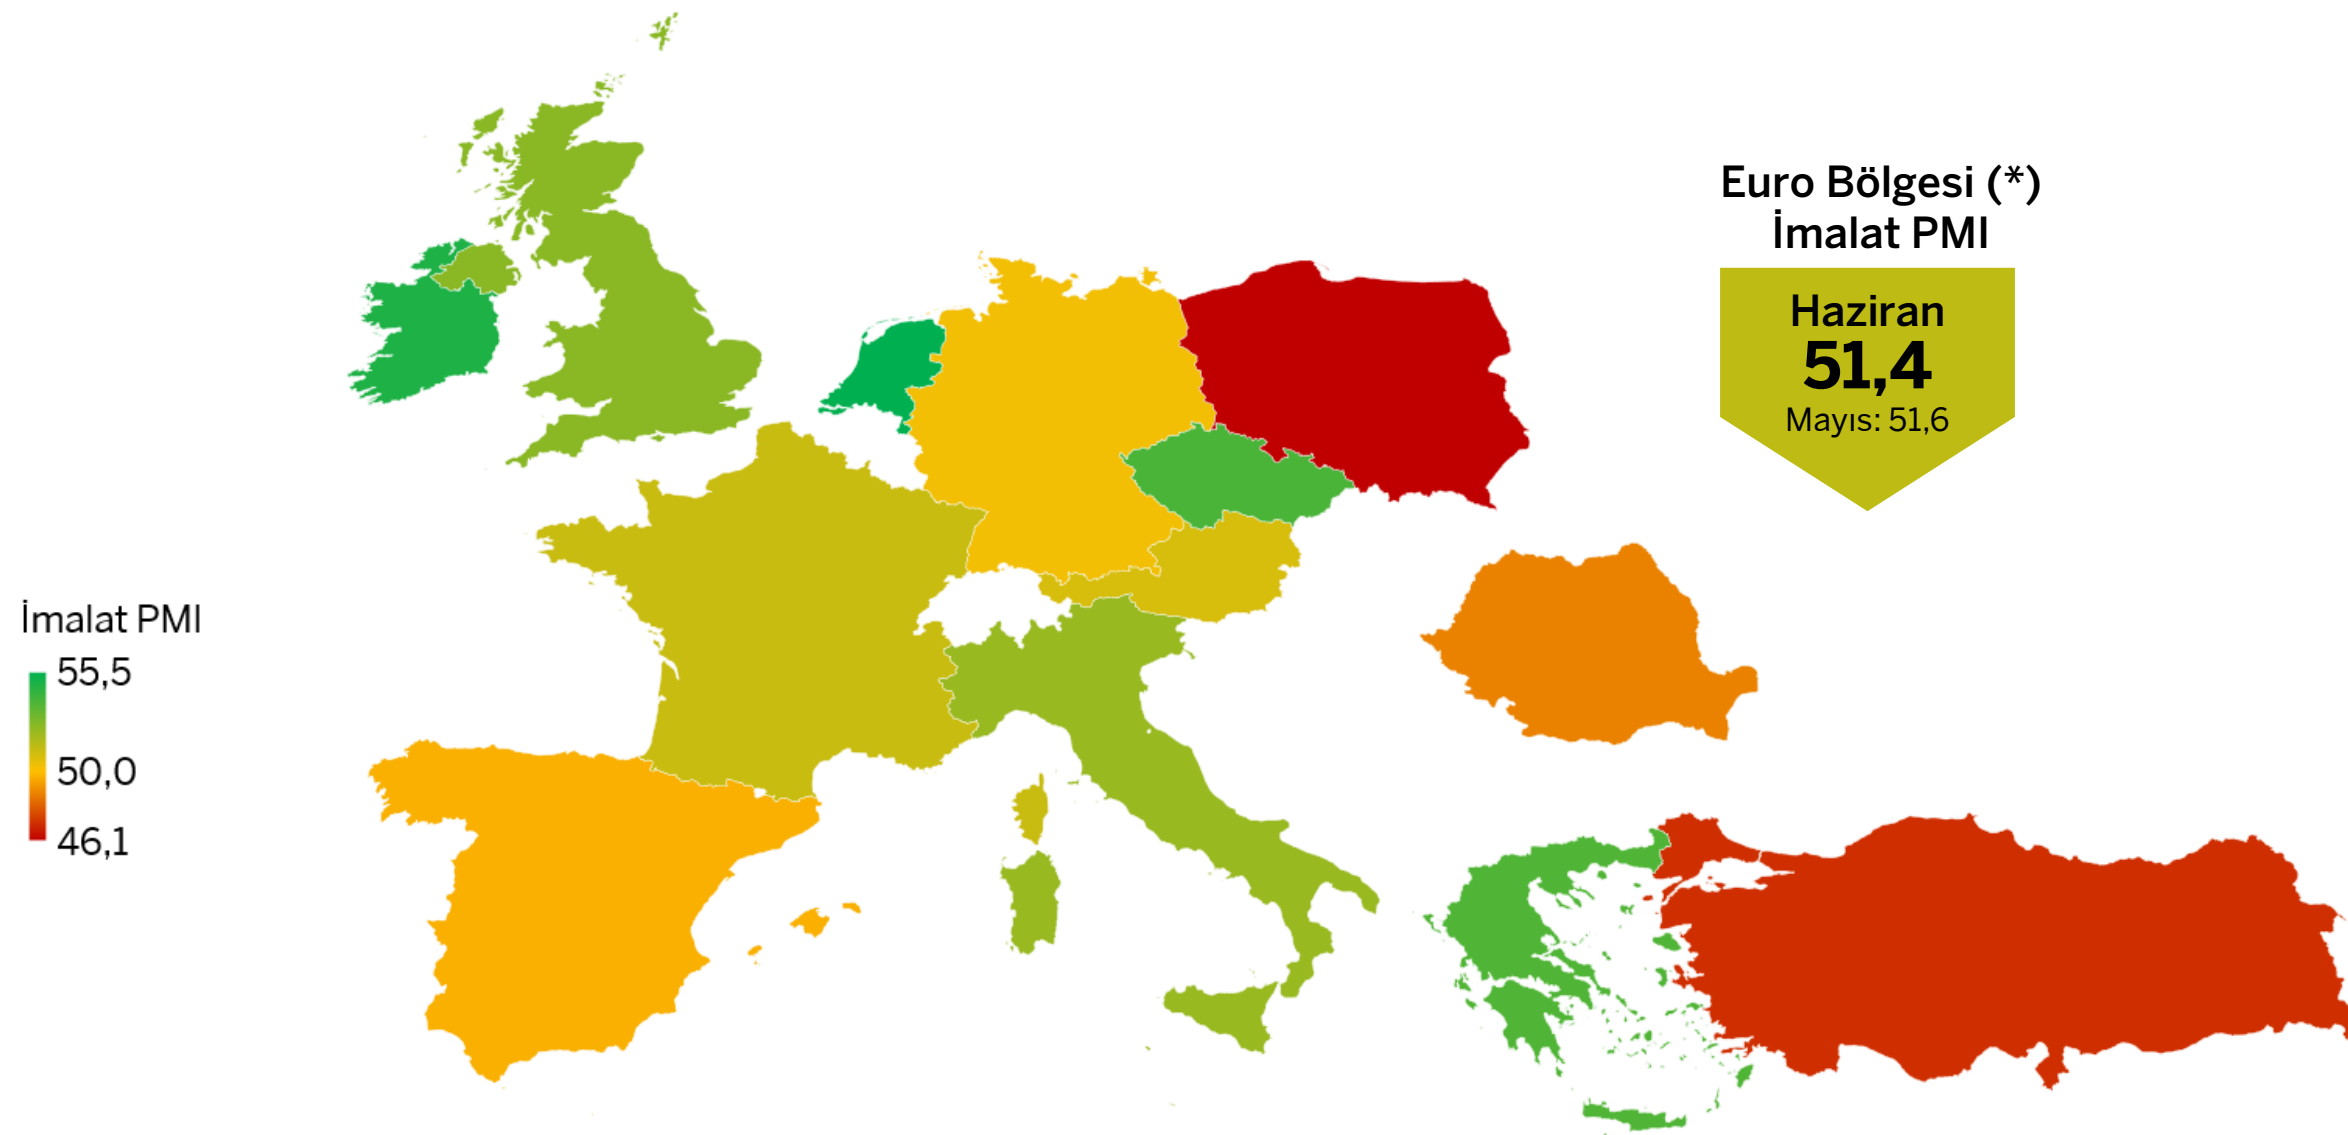 Euro Bölgesi (*)
İmalat PMI
Haziran
51,4
Mayıs: 51,6
İmalat PMI
55,5
50,0
46,1